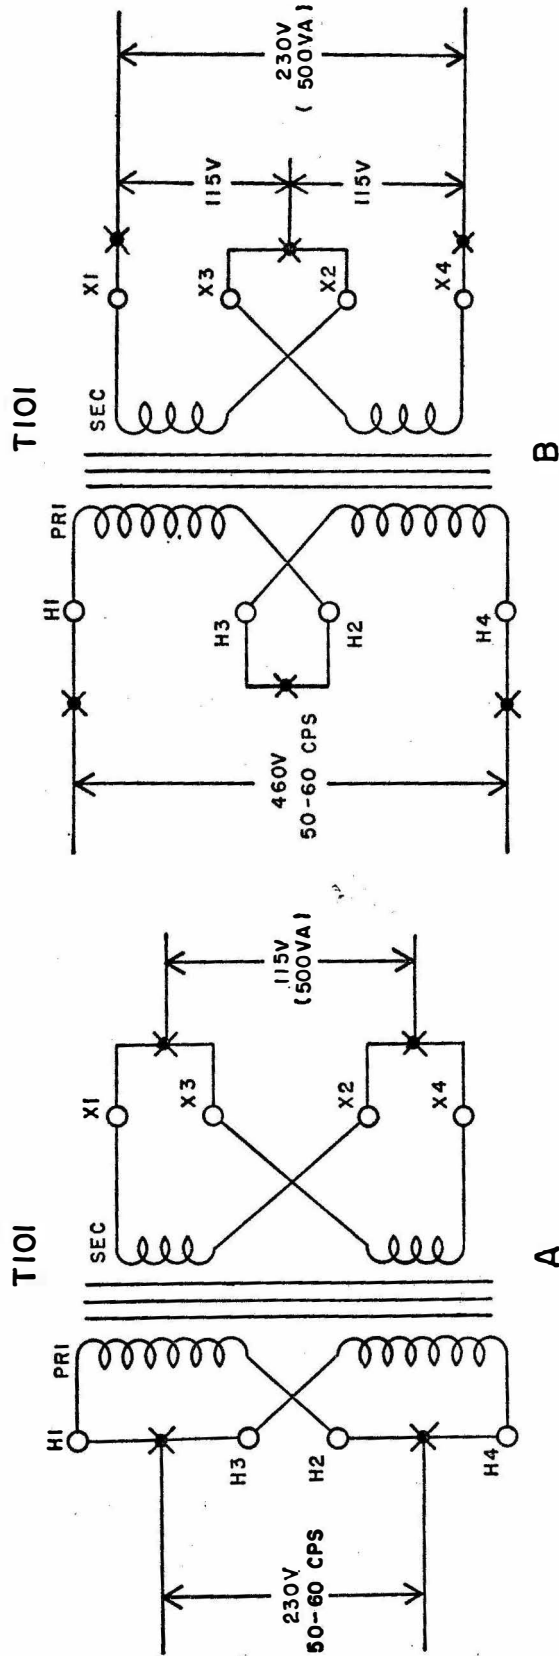 T101
H1
PRI
SEC
X1
H3
X3
230V
50-60 CPS
115V
(500VA)
H2
X2
H4
X4
A
T101
H1
PRI
SEC
X1
H3
X3
460V
50-60 CPS
115V
230V
(500VA)
H2
X2
115V
H4
X4
B